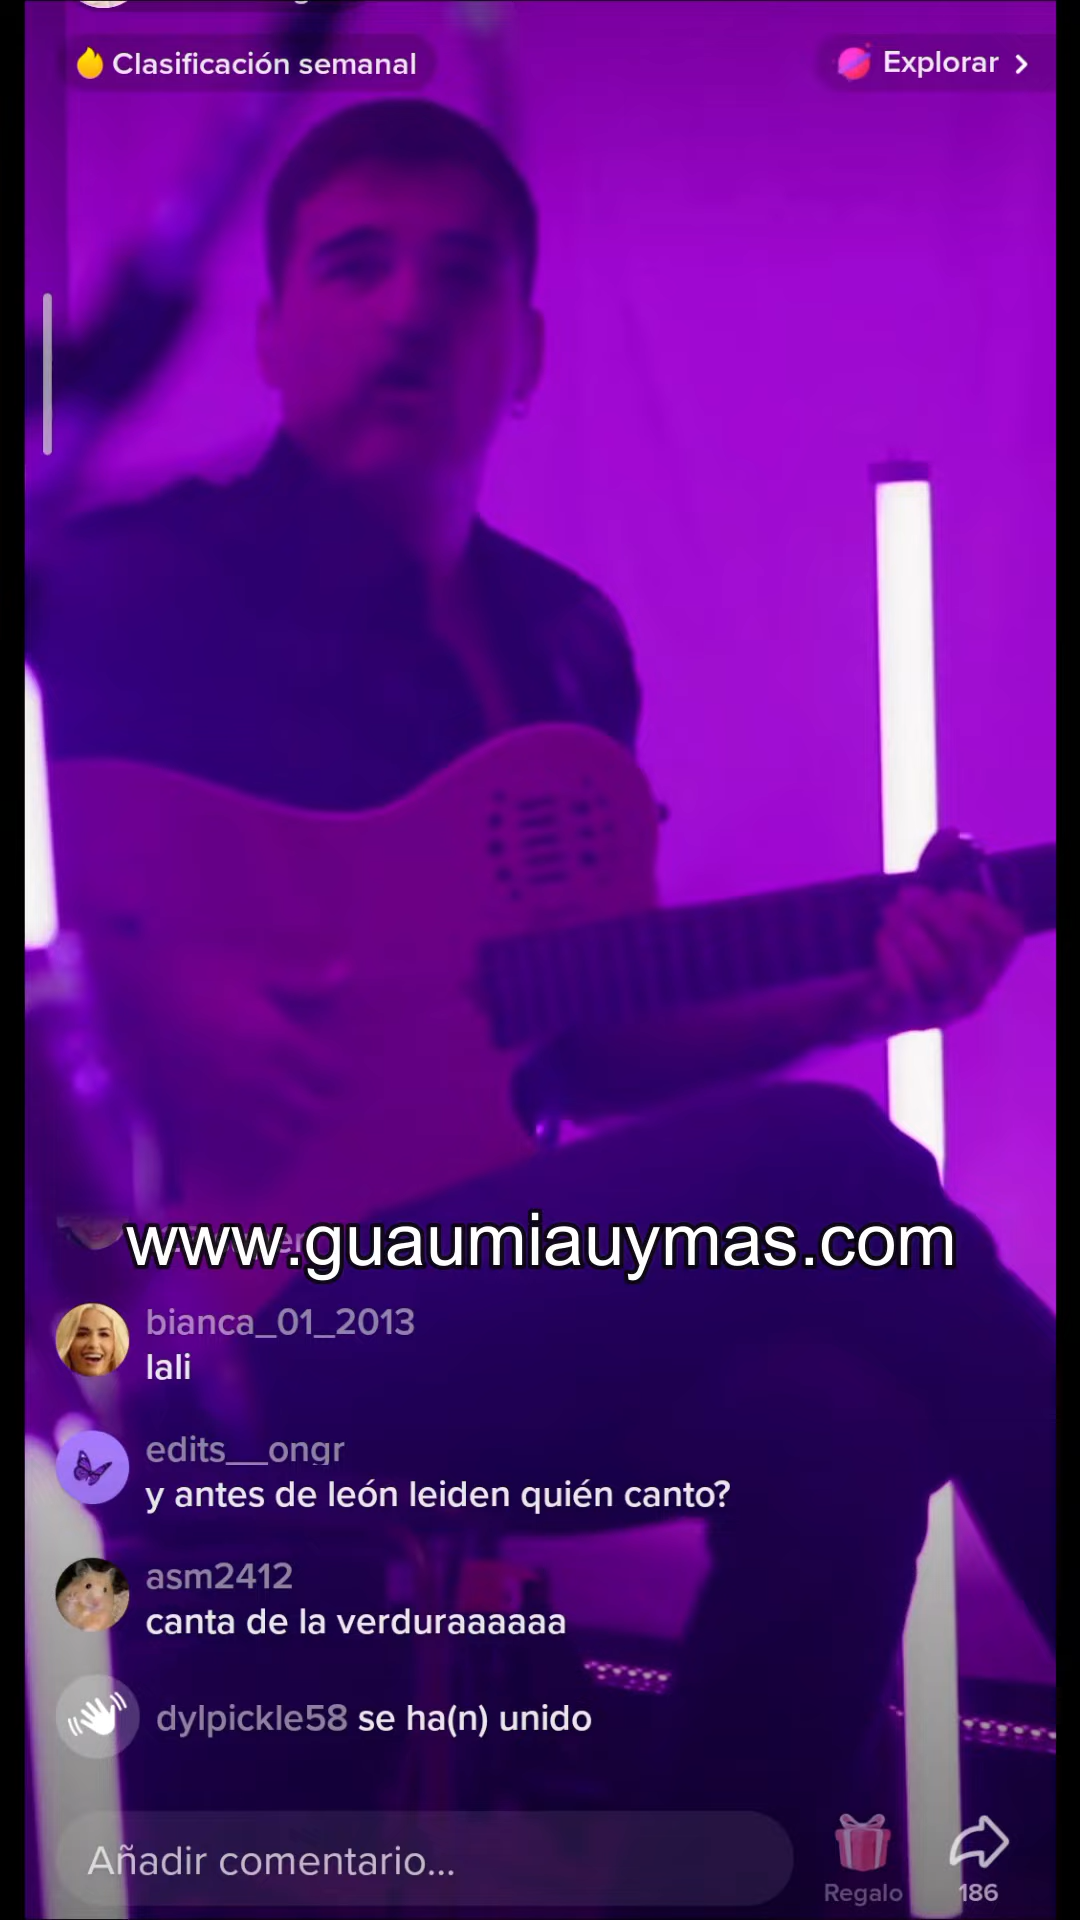 Clasificación semanal
Explorar
www.guaumiauymas.com
bianca_01_2013
lali
edits__ongr
y antes de león leiden quién canto?
asm2412
canta de la verduraaaaaa
dylpickle58 se ha(n) unido
Añadir comentario...
Regalo
186